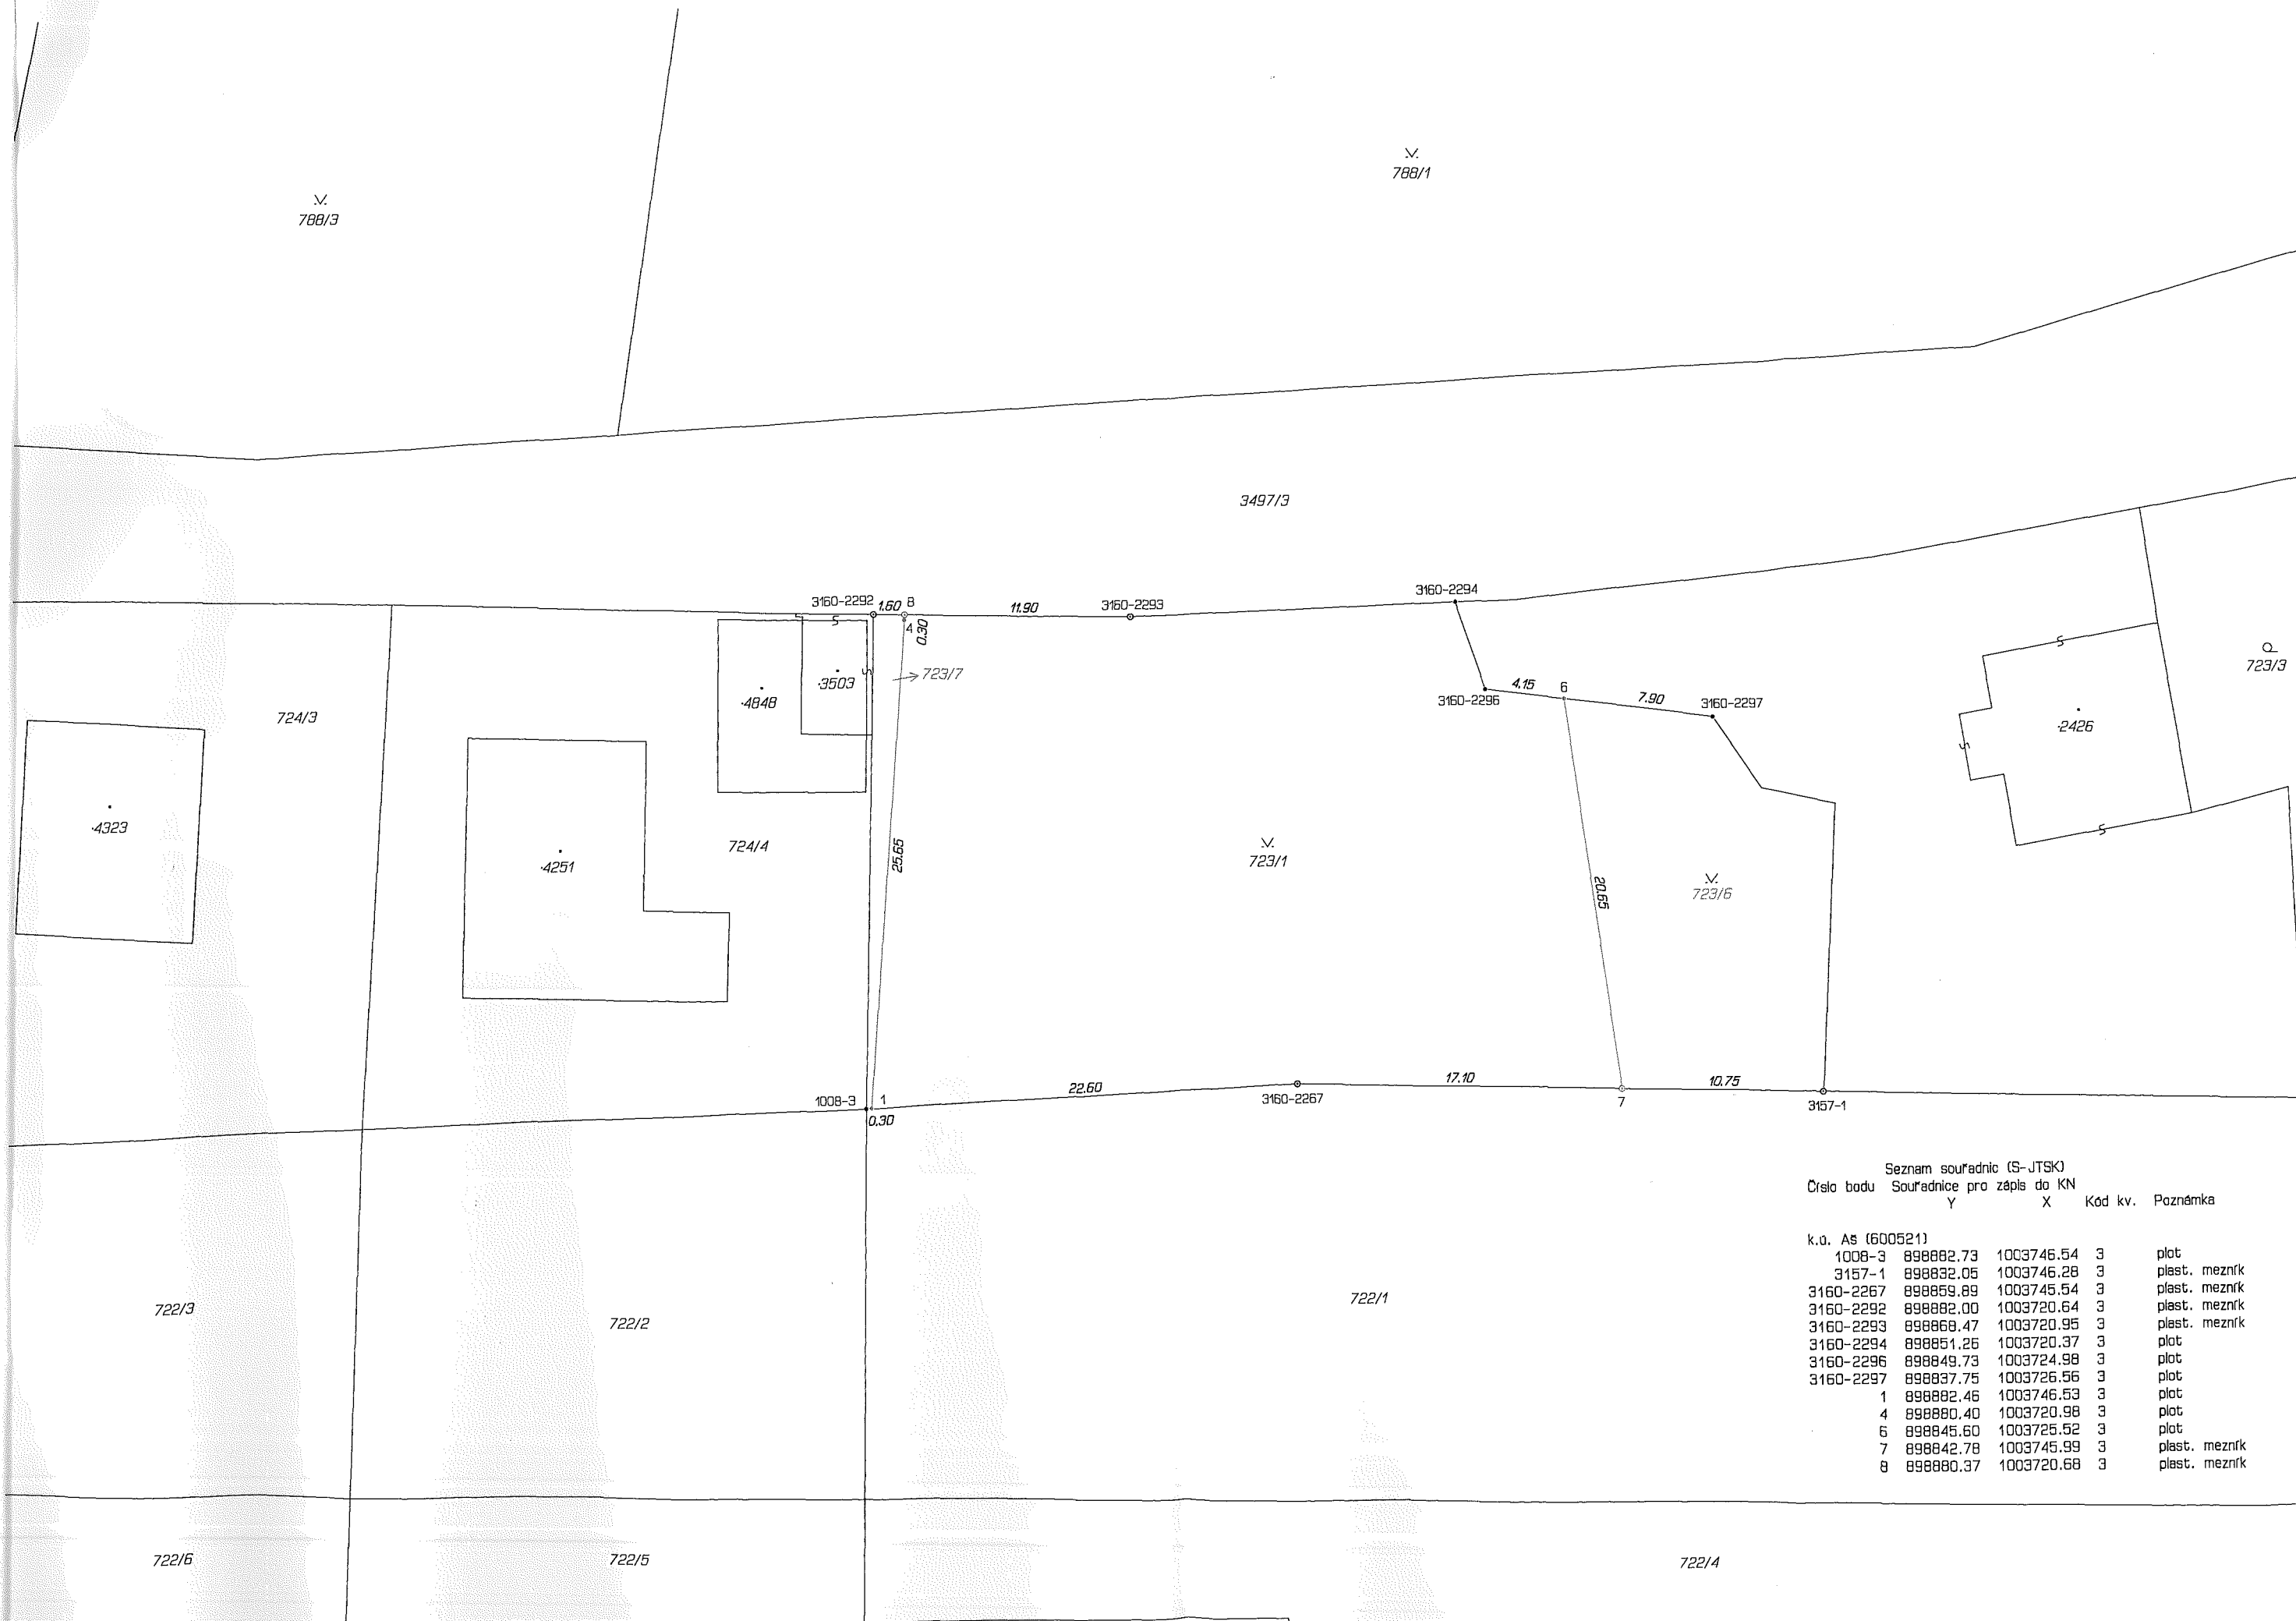 788/1
788/3
3497/3
3160-2294
3160-2292 1.60 8 11.90 3160-2293
4 0.30
723/7
.3503
.4848
724/3
3160-2296 4.15 6 7.90 3160-2297
723/3
.2426
.4323
.4251
724/4
25.65
723/1
20.65
723/6
1008-3 1 22.60 17.10 10.75
0.30
3160-2267 7 3157-1
722/3
722/2
722/1
Seznam souřadnic (S-JTSK)
Číslo bodu Souřadnice pro zápis do KN
Y X Kód kv. Poznámka
k.ú. Aš (600521)
1008-3 898882.73 1003746.54 3 plot
3157-1 898832.05 1003746.28 3 plast. mezník
3160-2267 898859.89 1003745.54 3 plast. mezník
3160-2292 898882.00 1003720.64 3 plast. mezník
3160-2293 898868.47 1003720.95 3 plast. mezník
3160-2294 898851.26 1003720.37 3 plot
3160-2296 898849.73 1003724.98 3 plot
3160-2297 898837.75 1003726.56 3 plot
1 898882.46 1003746.53 3 plot
4 898880.40 1003720.98 3 plot
6 898845.60 1003725.52 3 plot
7 898842.78 1003745.99 3 plast. mezník
8 898880.37 1003720.68 3 plast. mezník
722/6
722/5
722/4